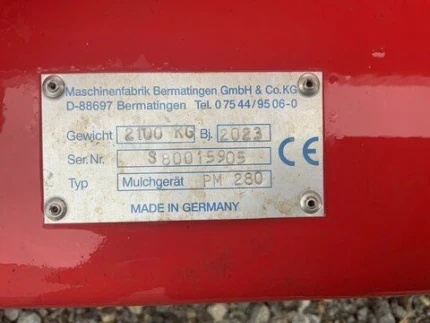 Maschinenfabrik Bermatingen GmbH & Co.KG
D-88697 Bermatingen Tel. 0 75 44/95 06-0
Gewicht 2100 KG Bj. 2023
Ser.Nr. S80015905
Typ Mulchgerät PM 280
CE
MADE IN GERMANY